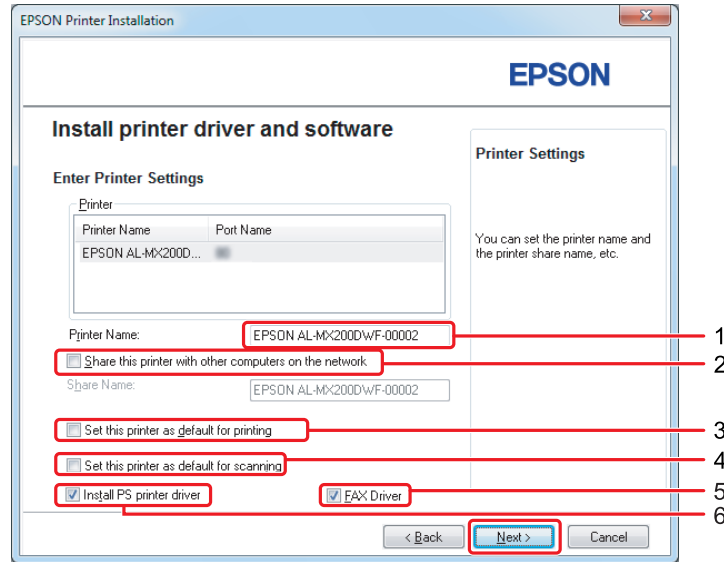 EPSON Printer Installation
EPSON
Install printer driver and software
Enter Printer Settings
Printer
Printer Name Port Name
EPSON AL-MX200D...
Printer Name: EPSON AL-MX200DWF-00002 1
Share this printer with other computers on the network 2
Share Name: EPSON AL-MX200DWF-00002
Set this printer as default for printing 3
Set this printer as default for scanning 4
Install PS printer driver FAX Driver 5
6
Printer Settings
You can set the printer name and
the printer share name, etc.
< Back Next > Cancel